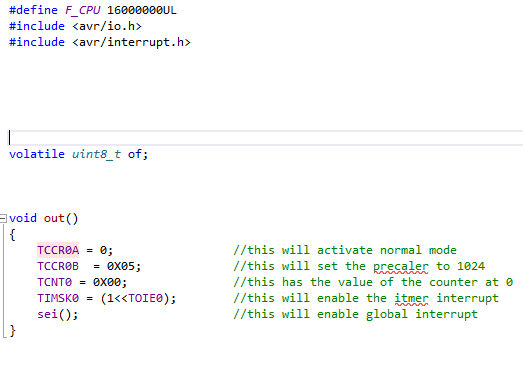 #define F_CPU 16000000UL
#include <avr/io.h>
#include <avr/interrupt.h>
volatile uint8_t of;
void out()
{
TCCR0A = 0; //this will activate normal mode
TCCR0B = 0X05; //this will set the precaler to 1024
TCNT0 = 0X00; //this has the value of the counter at 0
TIMSK0 = (1<<TOIE0); //this will enable the itmer interrupt
sei(); //this will enable global interrupt
}